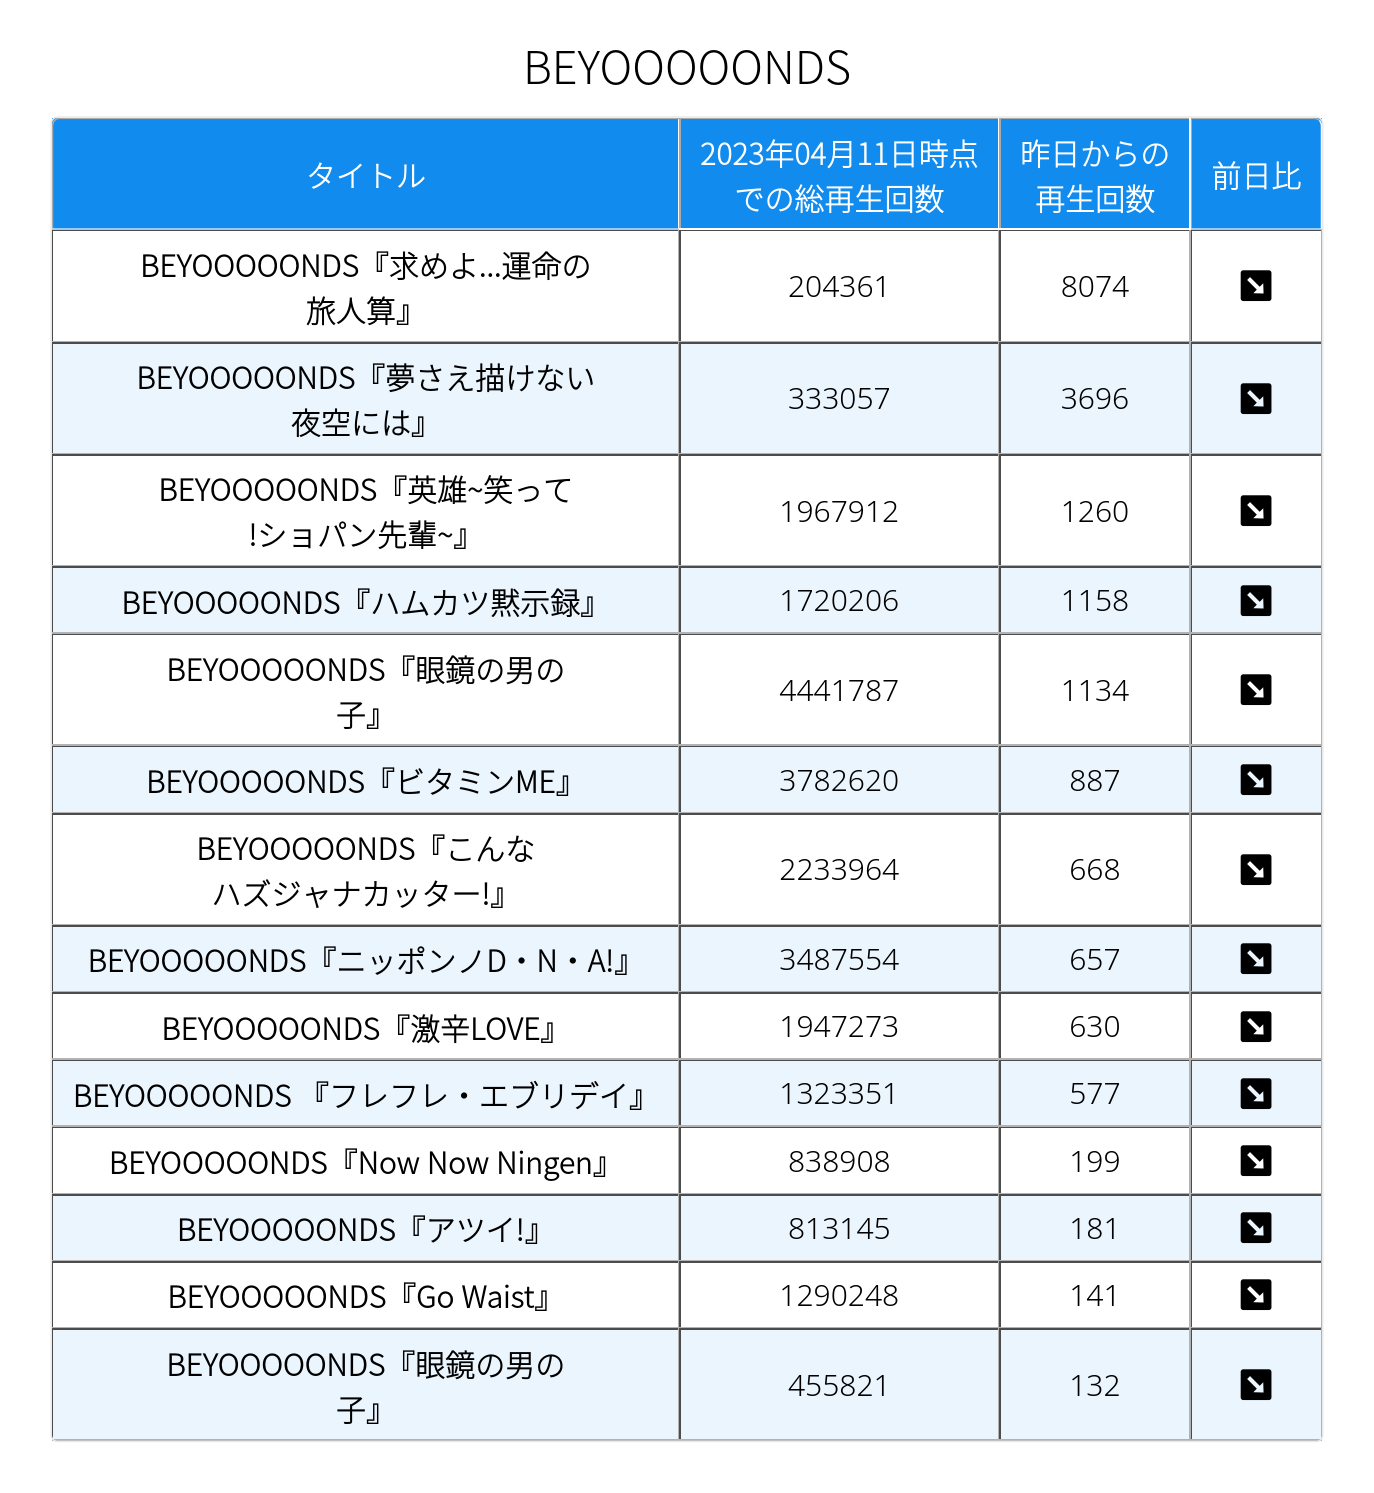 BEYOOOOONDS
タイトル
2023年04月11日時点
での総再生回数
昨日からの
再生回数
前日比
BEYOOOOONDS『求めよ...運命の
旅人算』
204361
8074
BEYOOOOONDS『夢さえ描けない
夜空には』
333057
3696
BEYOOOOONDS『英雄~笑って
!ショパン先輩~』
1967912
1260
BEYOOOOONDS『ハムカツ黙示録』
1720206
1158
BEYOOOOONDS『眼鏡の男の
子』
4441787
1134
BEYOOOOONDS『ビタミンME』
3782620
887
BEYOOOOONDS『こんな
ハズジャナカッター!』
2233964
668
BEYOOOOONDS『ニッポンノD・N・A!』
3487554
657
BEYOOOOONDS『激辛LOVE』
1947273
630
BEYOOOOONDS 『フレフレ・エブリデイ』
1323351
577
BEYOOOOONDS『Now Now Ningen』
838908
199
BEYOOOOONDS『アツイ!』
813145
181
BEYOOOOONDS『Go Waist』
1290248
141
BEYOOOOONDS『眼鏡の男の
子』
455821
132